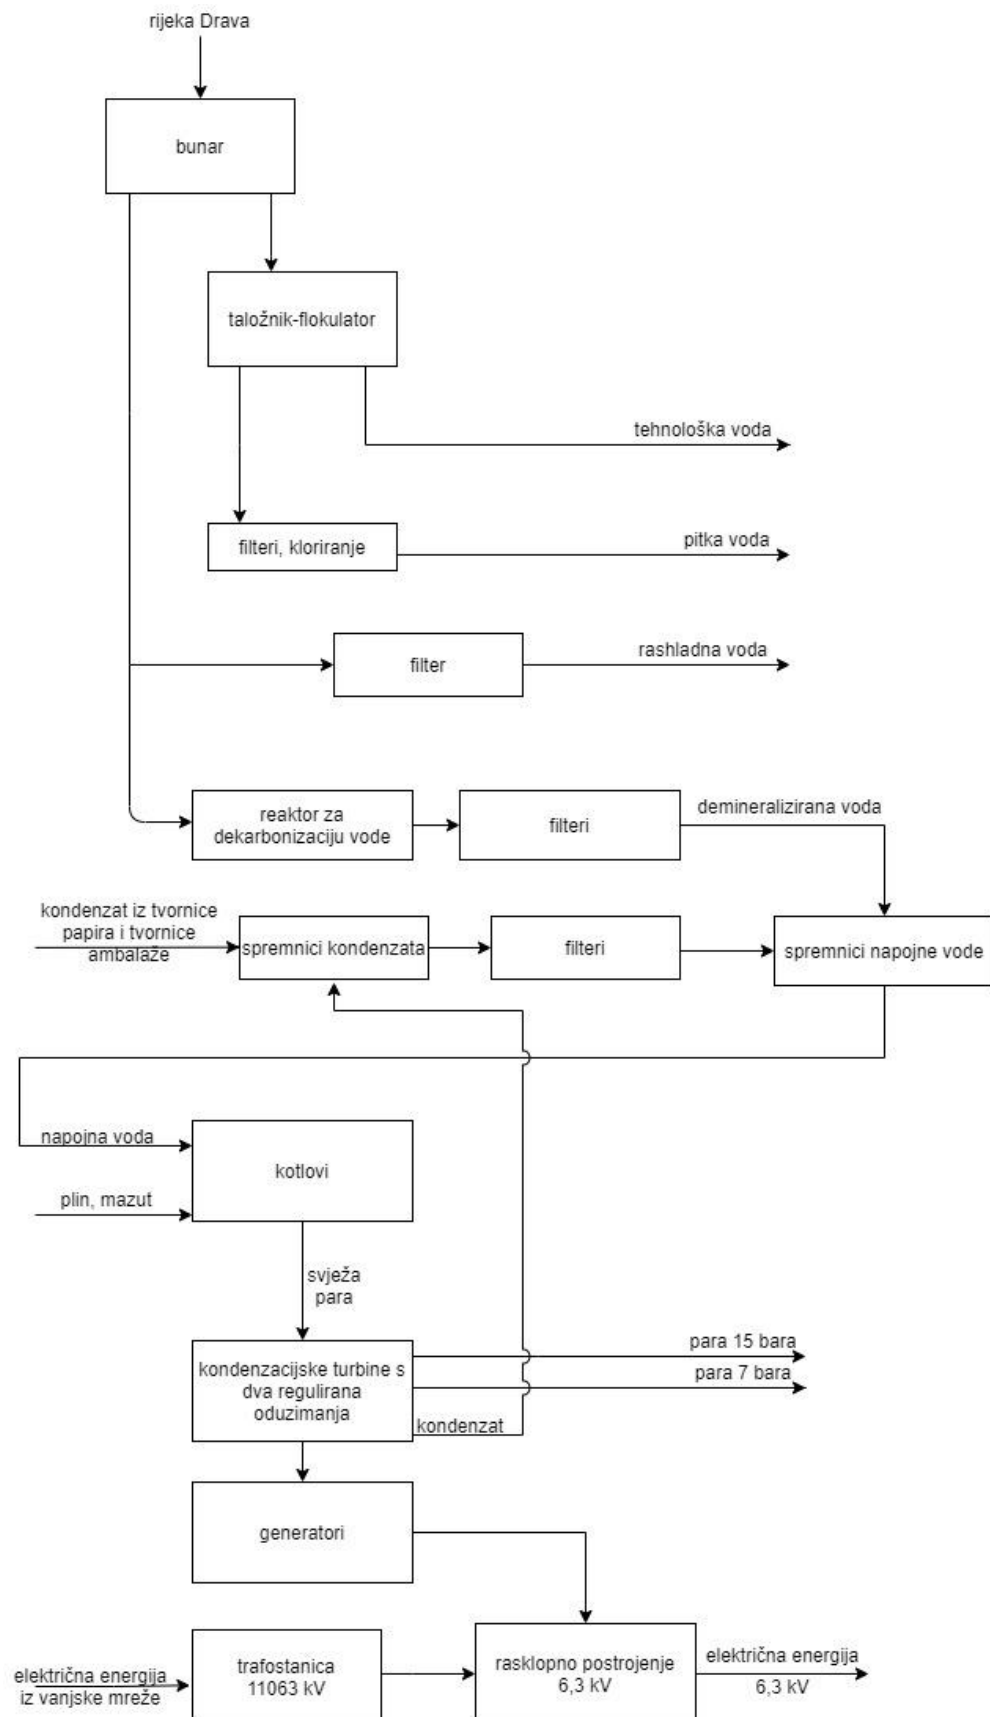 rijeka Drava
bunar
taložnik-flokulator
tehnološka voda
filteri, kloriranje
pitka voda
filter
rashladna voda
reaktor za
dekarbonizaciju vode
filteri
demineralizirana voda
kondenzat iz tvornice
papira i tvornice
ambalaže
spremnici kondenzata
filteri
spremnici napojne vode
napojna voda
kotlovi
plin, mazut
svježa
para
kondenzacijske turbine s
dva regulirana
oduzimanja
para 15 bara
para 7 bara
kondenzat
generatori
električna energija
iz vanjske mreže
trafostanica
11063 kV
rasklopno postrojenje
6,3 kV
električna energija
6,3 kV